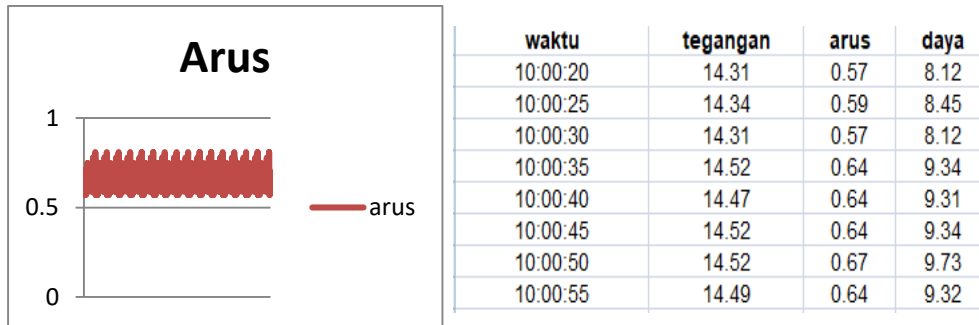 Arus
1
0.5
0
arus
waktu tegangan arus daya
10:00:20 14.31 0.57 8.12
10:00:25 14.34 0.59 8.45
10:00:30 14.31 0.57 8.12
10:00:35 14.52 0.64 9.34
10:00:40 14.47 0.64 9.31
10:00:45 14.52 0.64 9.34
10:00:50 14.52 0.67 9.73
10:00:55 14.49 0.64 9.32